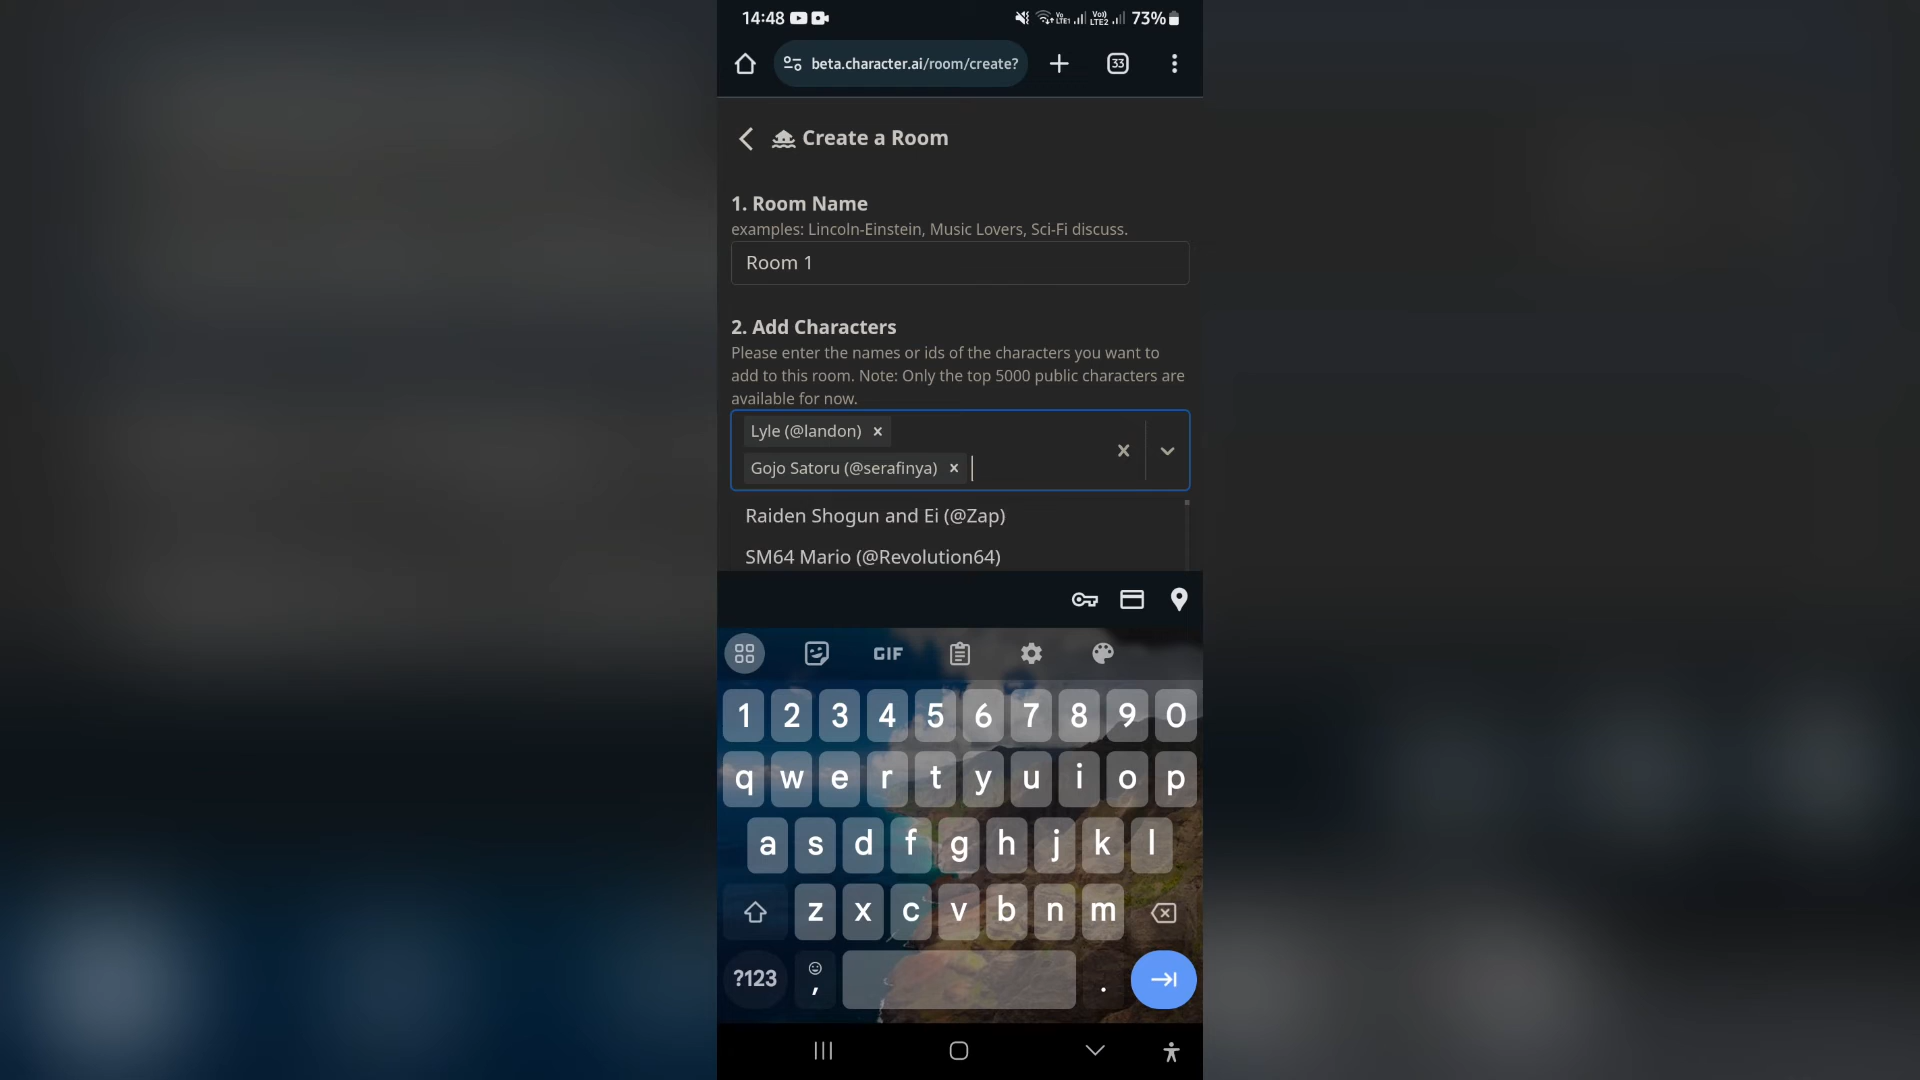 14:48
Vo) LTE1
Vo)) LTE2
73%
beta.character.ai/room/create?
33
Create a Room
1. Room Name
examples: Lincoln-Einstein, Music Lovers, Sci-Fi discuss.
Room 1
2. Add Characters
Please enter the names or ids of the characters you want to
add to this room. Note: Only the top 5000 public characters are
available for now.
Lyle (@landon) ×
Gojo Satoru (@serafinya) ×
Raiden Shogun and Ei (@Zap)
SM64 Mario (@Revolution64)
GIF
1 2 3 4 5 6 7 8 9 0
q w e r t y u i o p
a s d f g h j k l
z x c v b n m
?123 , .